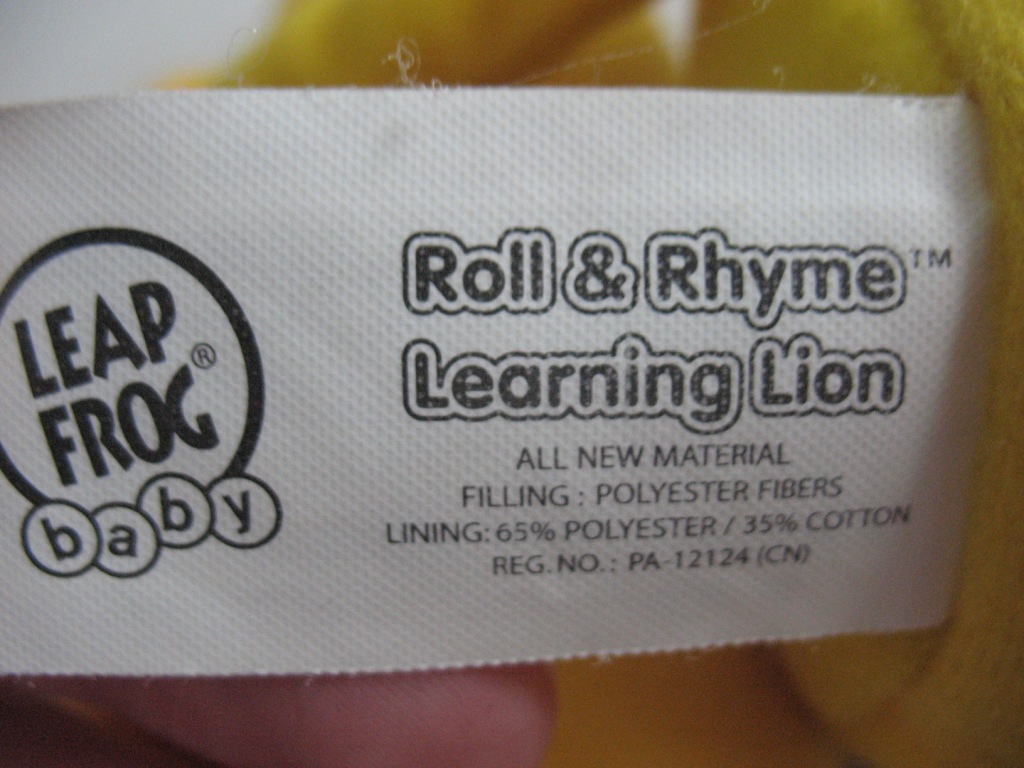 LEAP
FROG®
baby
Roll & Rhyme™
Learning Lion
ALL NEW MATERIAL
FILLING : POLYESTER FIBERS
LINING: 65% POLYESTER / 35% COTTON
REG. NO. : PA-12124 (CN)